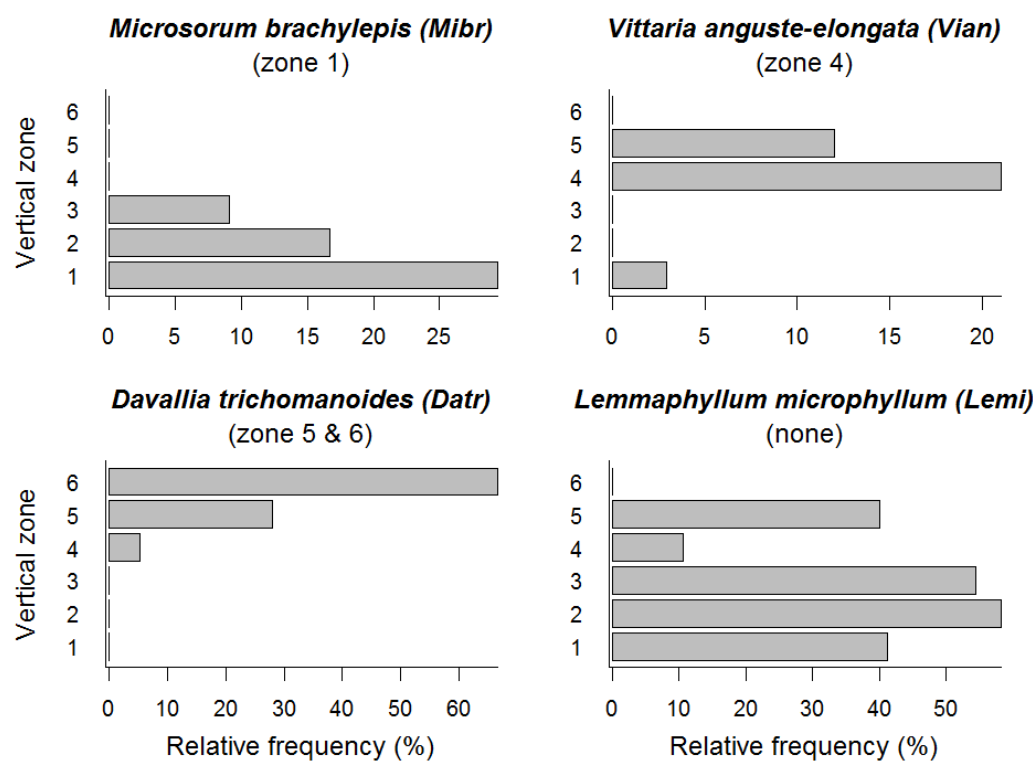 Microsorum brachylepis (Mibr)
(zone 1)
Vertical zone
6
5
4
3
2
1
0 5 10 15 20 25
Vittaria anguste-elongata (Vian)
(zone 4)
6
5
4
3
2
1
0 5 10 15 20
Davallia trichomanoides (Datr)
(zone 5 & 6)
Vertical zone
6
5
4
3
2
1
0 10 20 30 40 50 60
Relative frequency (%)
Lemmaphyllum microphyllum (Lemi)
(none)
6
5
4
3
2
1
0 10 20 30 40 50
Relative frequency (%)